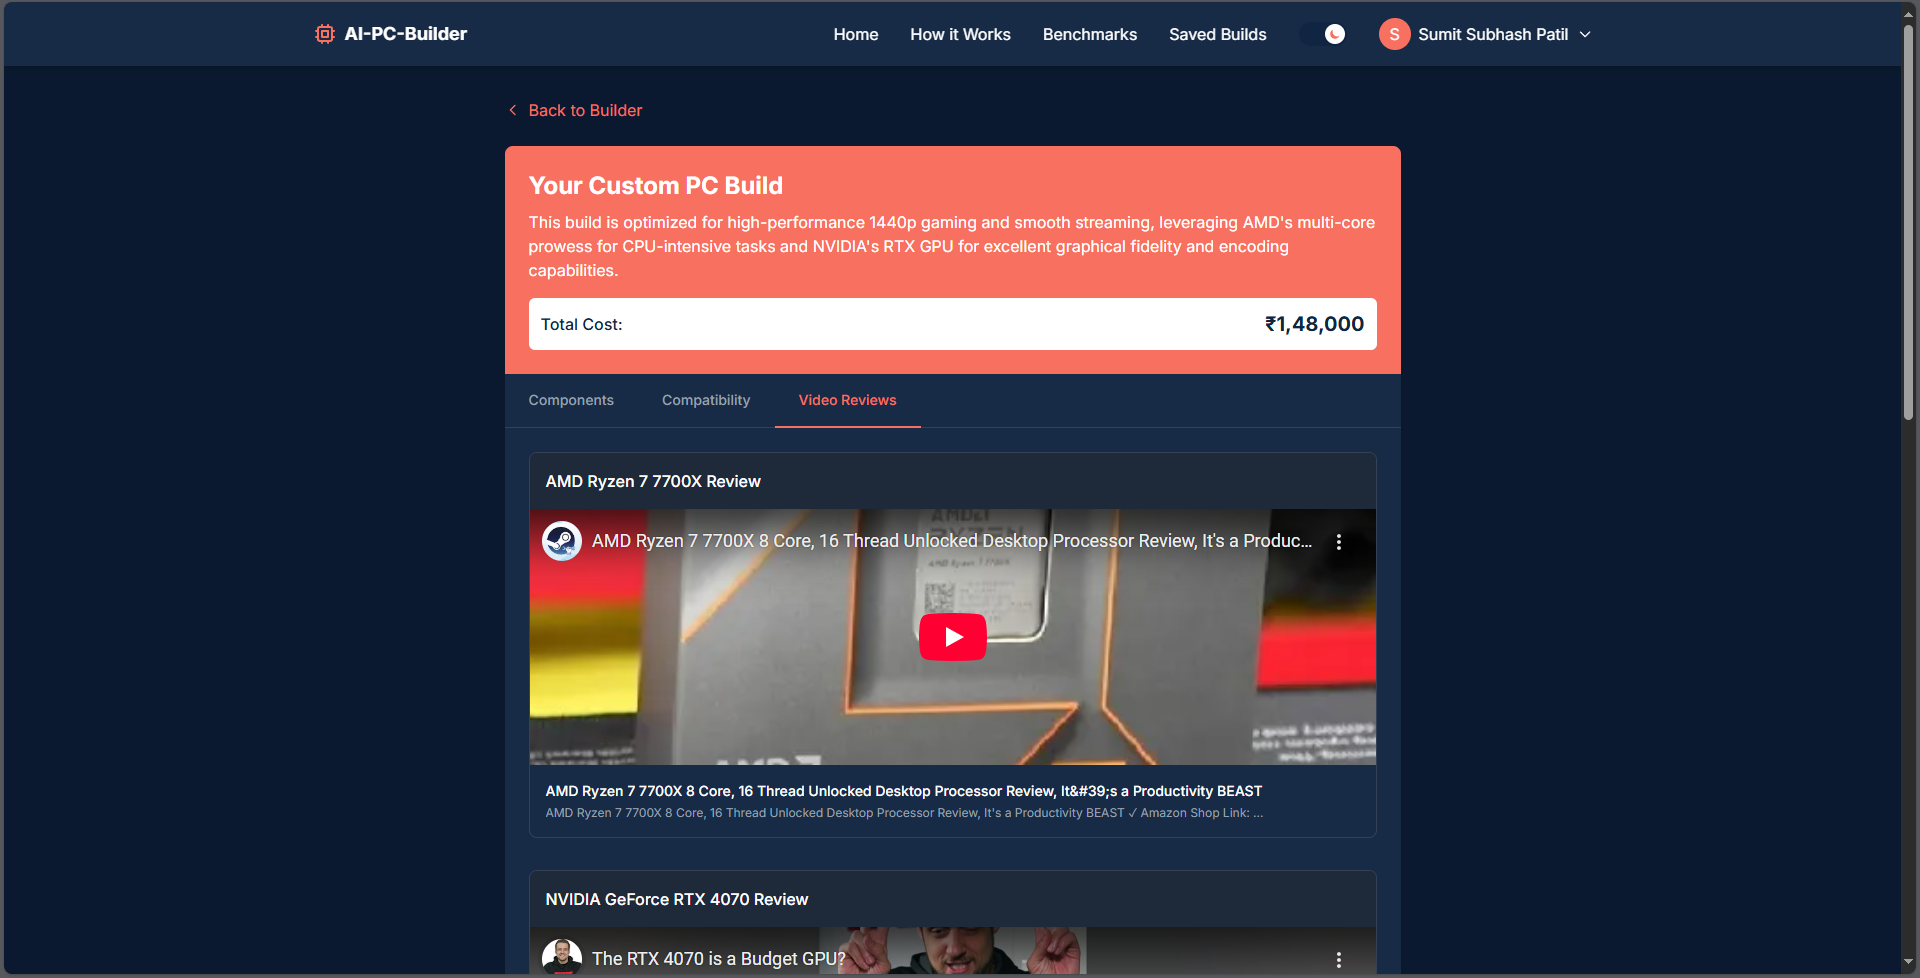 AI-PC-Builder
Home
How it Works
Benchmarks
Saved Builds
S
Sumit Subhash Patil
Back to Builder
Your Custom PC Build
This build is optimized for high-performance 1440p gaming and smooth streaming, leveraging AMD's multi-core
prowess for CPU-intensive tasks and NVIDIA's RTX GPU for excellent graphical fidelity and encoding
capabilities.
Total Cost:
₹1,48,000
Components
Compatibility
Video Reviews
AMD Ryzen 7 7700X Review
AMD Ryzen 7 7700X 8 Core, 16 Thread Unlocked Desktop Processor Review, It's a Produc...
AMD Ryzen 7 7700X 8 Core, 16 Thread Unlocked Desktop Processor Review, It&#39;s a Productivity BEAST
AMD Ryzen 7 7700X 8 Core, 16 Thread Unlocked Desktop Processor Review, It's a Productivity BEAST ✓ Amazon Shop Link: ...
NVIDIA GeForce RTX 4070 Review
The RTX 4070 is a Budget GPU?